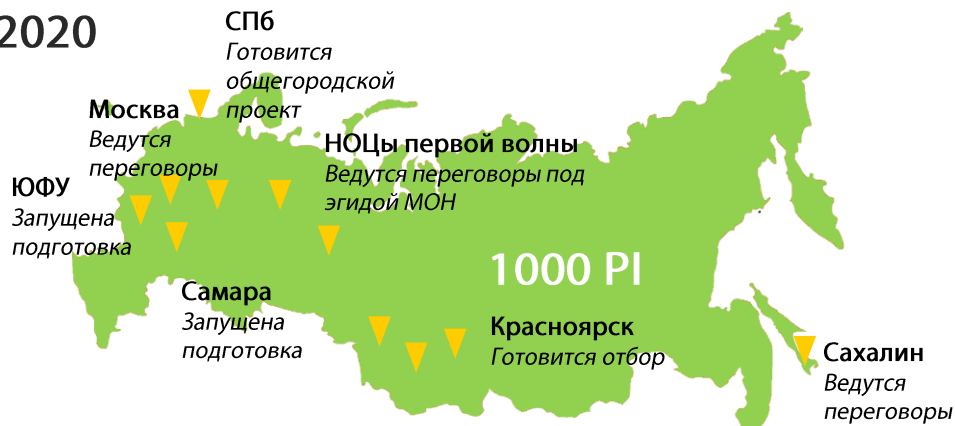 2020
СПб
Готовится
общегородской
проект
Москва
Ведутся
переговоры
НОЦы первой волны
Ведутся переговоры под
эгидой МОН
ЮФУ
Запущена
подготовка
1000 PI
Самара
Запущена
подготовка
Красноярск
Готовится отбор
Сахалин
Ведутся
переговоры